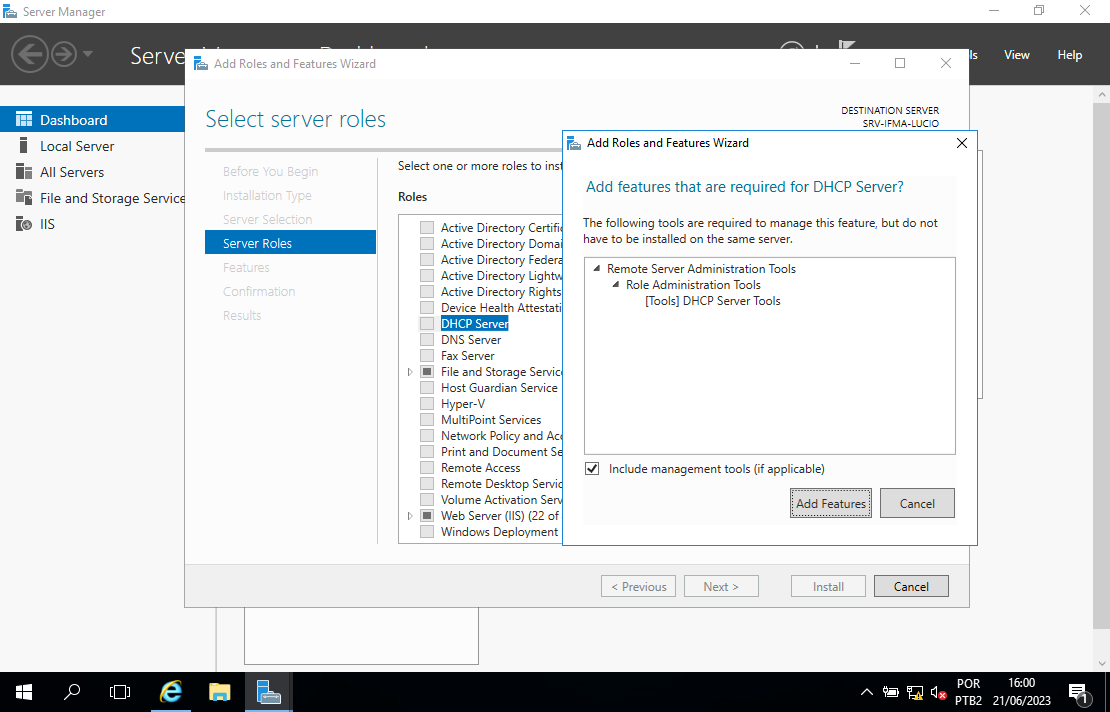 Server Manager
View
Help
Add Roles and Features Wizard
Select server roles
DESTINATION SERVER
SRV-IFMA-LUCIO
Dashboard
Local Server
All Servers
File and Storage Service
IIS
Before You Begin
Installation Type
Server Selection
Server Roles
Features
Confirmation
Results
Select one or more roles to inst
Roles
Active Directory Certific
Active Directory Domai
Active Directory Federa
Active Directory Lightw
Active Directory Rights
Device Health Attestati
DHCP Server
DNS Server
Fax Server
File and Storage Servic
Host Guardian Service
Hyper-V
MultiPoint Services
Network Policy and Acc
Print and Document Se
Remote Access
Remote Desktop Servic
Volume Activation Serv
Web Server (IIS) (22 of
Windows Deployment
Add Roles and Features Wizard
Add features that are required for DHCP Server?
The following tools are required to manage this feature, but do not
have to be installed on the same server.
Remote Server Administration Tools
Role Administration Tools
[Tools] DHCP Server Tools
Include management tools (if applicable)
Add Features
Cancel
< Previous
Next >
Install
Cancel
POR
PTB2
16:00
21/06/2023
1